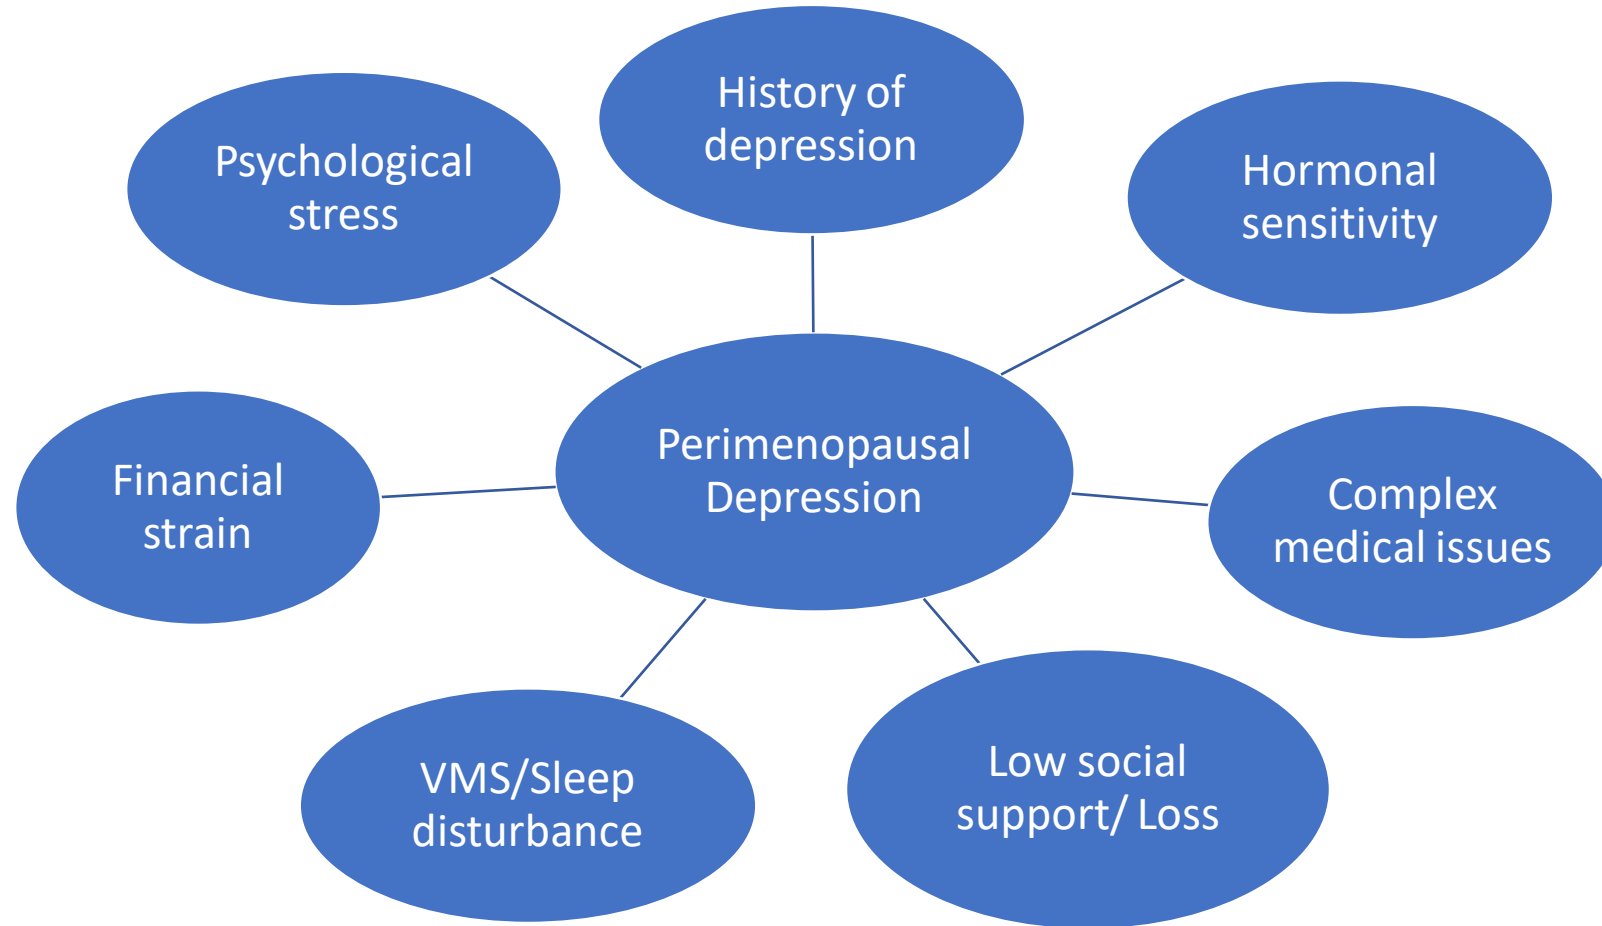 History of
depression
Psychological
stress
Hormonal
sensitivity
Perimenopausal
Depression
Financial
strain
Complex
medical issues
VMS/Sleep
disturbance
Low social
support/ Loss